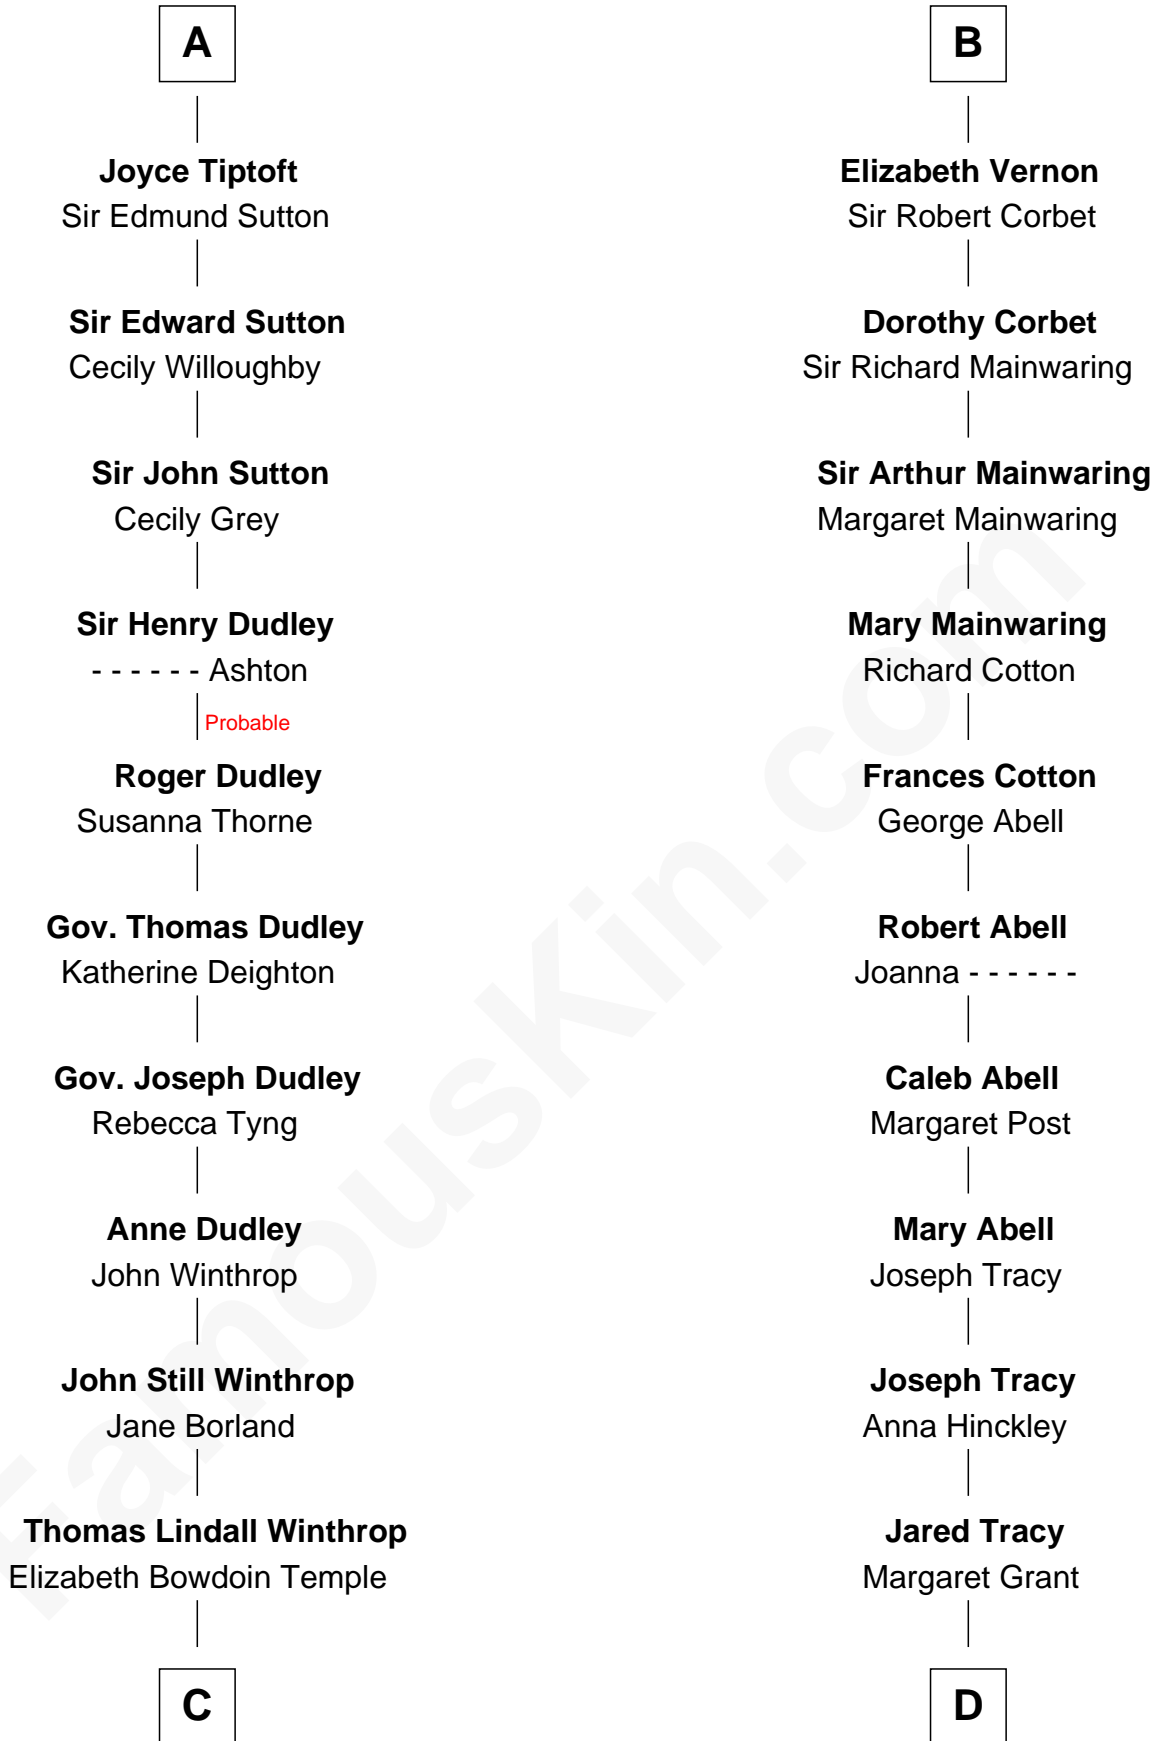 A
Joyce Tiptoft
Sir Edmund Sutton
Sir Edward Sutton
Cecily Willoughby
Sir John Sutton
Cecily Grey
Sir Henry Dudley
- - - - - - Ashton
Probable
Roger Dudley
Susanna Thorne
Gov. Thomas Dudley
Katherine Deighton
Gov. Joseph Dudley
Rebecca Tyng
Anne Dudley
John Winthrop
John Still Winthrop
Jane Borland
Thomas Lindall Winthrop
Elizabeth Bowdoin Temple
C
B
Elizabeth Vernon
Sir Robert Corbet
Dorothy Corbet
Sir Richard Mainwaring
Sir Arthur Mainwaring
Margaret Mainwaring
Mary Mainwaring
Richard Cotton
Frances Cotton
George Abell
Robert Abell
Joanna - - - - - -
Caleb Abell
Margaret Post
Mary Abell
Joseph Tracy
Joseph Tracy
Anna Hinckley
Jared Tracy
Margaret Grant
D
FamousKin.com